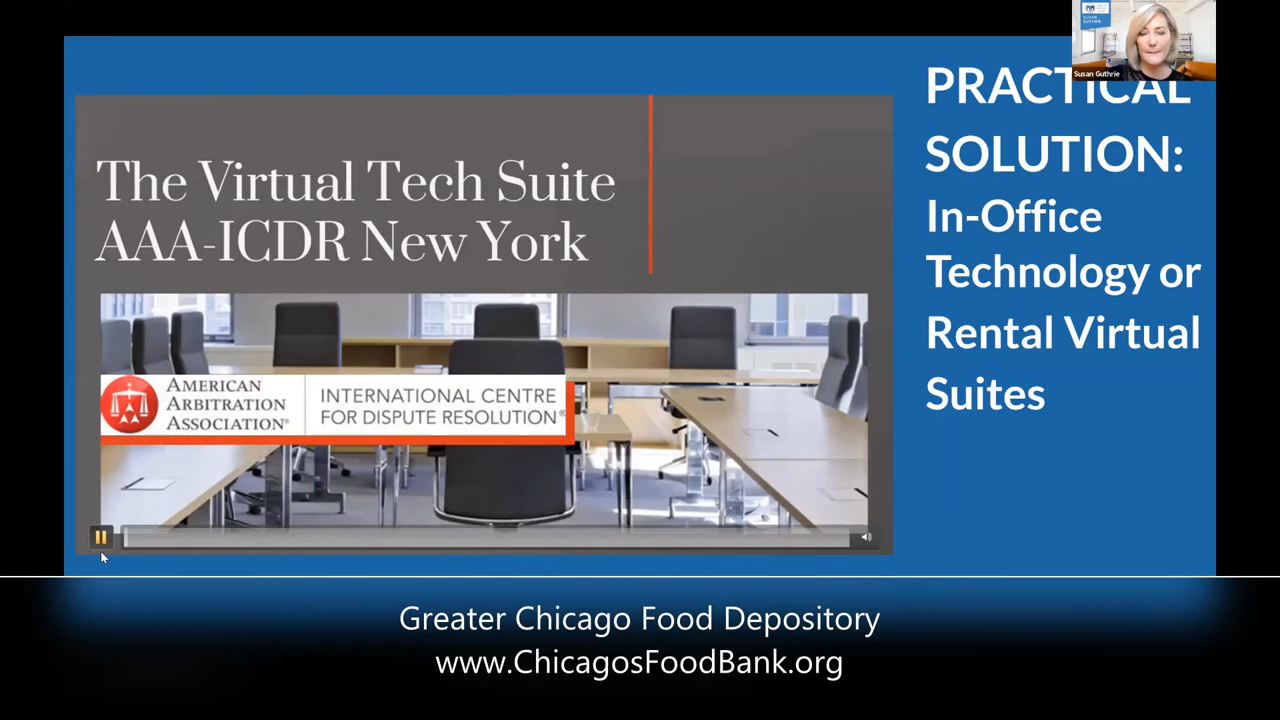 Susan Guthrie
PRACTICAL
SOLUTION:
In-Office
Technology or
Rental Virtual
Suites
The Virtual Tech Suite
AAA-ICDR New York
AMERICAN
ARBITRATION
ASSOCIATION®
INTERNATIONAL CENTRE
FOR DISPUTE RESOLUTION®
Greater Chicago Food Depository
www.ChicagosFoodBank.org